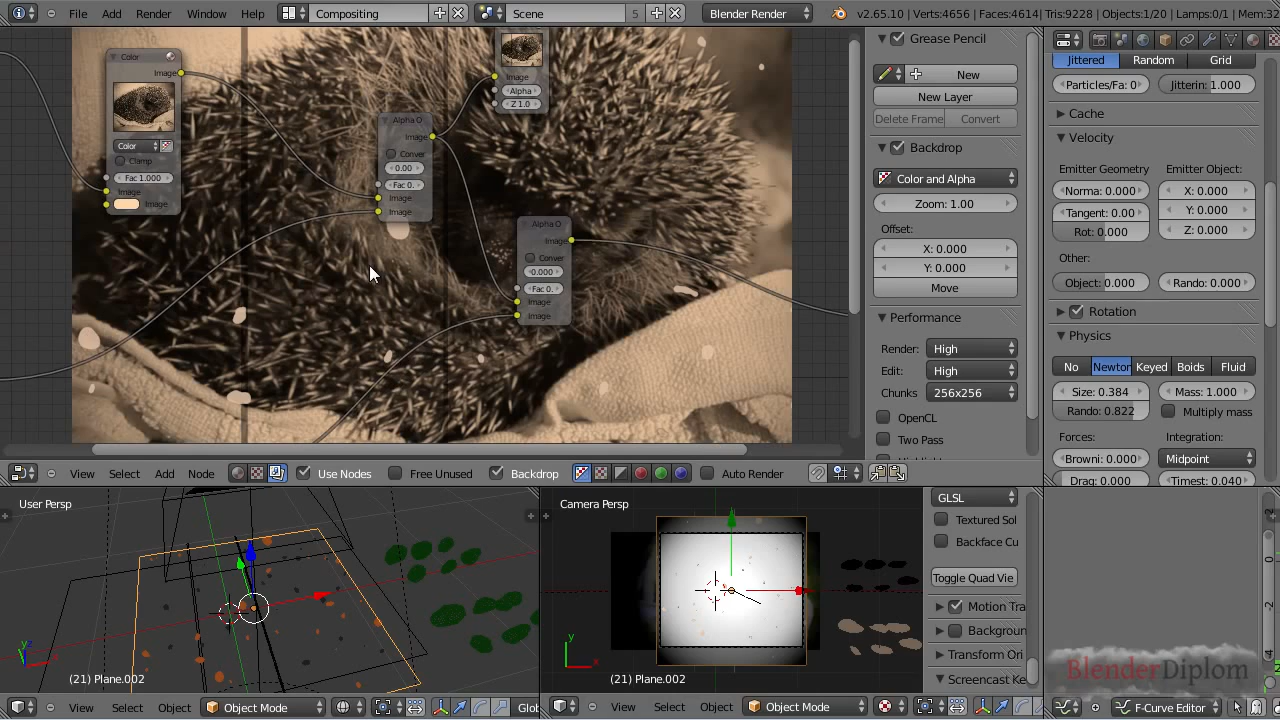 File Add Render Window Help Compositing Scene 5 Blender Render v2.65.10 | Verts:4656 | Faces:4614| Tris:9228 | Objects:1/20 | Lamps:0/1 |
Color
Image
Color
Clamp
Fac 1.000
Image
Image
Alpha O
Image
Conver
0.00
Fac 0.
Image
Image
Image
Alpha
Z 1.0
Alpha O
Image
Conver
0.000
Fac 0.
Image
Image
View Select Add Node Use Nodes Free Unused Backdrop Auto Render
Grease Pencil
New
New Layer
Delete Frame Convert
Backdrop
Color and Alpha
Zoom: 1.00
Offset:
X: 0.000
Y: 0.000
Move
Performance
Render: High
Edit: High
Chunks 256x256
OpenCL
Two Pass
Jittered Random Grid
Particles/Fa: 0 Jitterin: 1.000
Cache
Velocity
Emitter Geometry Emitter Object:
Norma: 0.000 X: 0.000
Tangent: 0.00 Y: 0.000
Rot: 0.000 Z: 0.000
Other:
Object: 0.000 Rando: 0.000
Rotation
Physics
No Newtor Keyed Boids Fluid
Size: 0.384 Mass: 1.000
Rando: 0.822 Multiply mass
Forces: Integration:
Browni: 0.000 Midpoint
Drag: 0.000 Timest: 0.040
User Persp
(21) Plane.002
View Select Object Object Mode Glob
Camera Persp
y
x
(21) Plane.002
View Select Object Object Mode
GLSL
Textured Sol
Backface Cu
Toggle Quad Vie
Motion Tra
Backgroun
Transform Ori
Screencast Ke
BlenderDiplom
F-Curve Editor